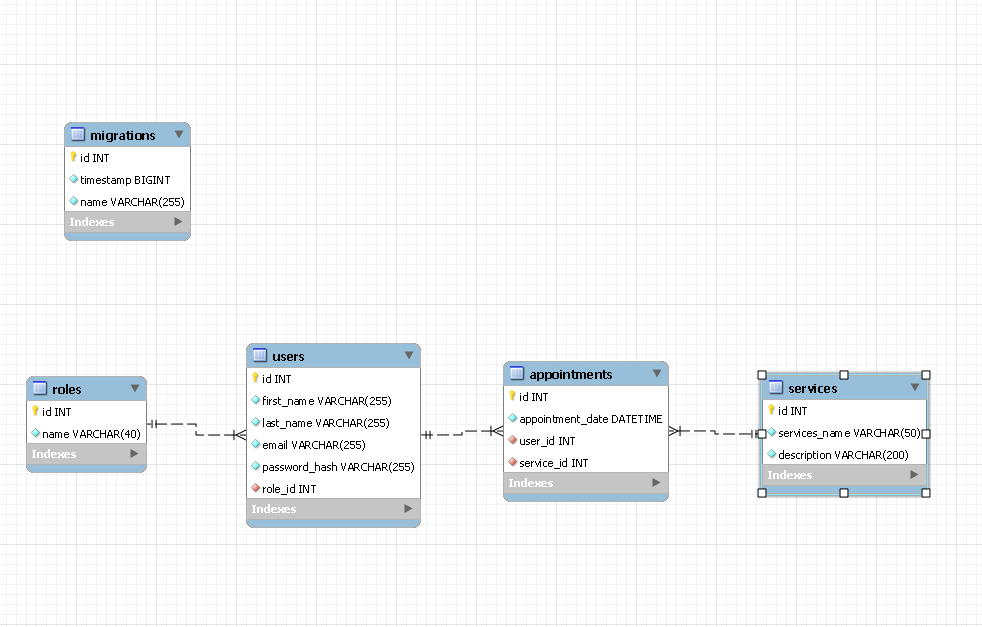 migrations
id INT
timestamp BIGINT
name VARCHAR(255)
Indexes
roles
id INT
name VARCHAR(40)
Indexes
users
id INT
first_name VARCHAR(255)
last_name VARCHAR(255)
email VARCHAR(255)
password_hash VARCHAR(255)
role_id INT
Indexes
appointments
id INT
appointment_date DATETIME
user_id INT
service_id INT
Indexes
services
id INT
services_name VARCHAR(50)
description VARCHAR(200)
Indexes